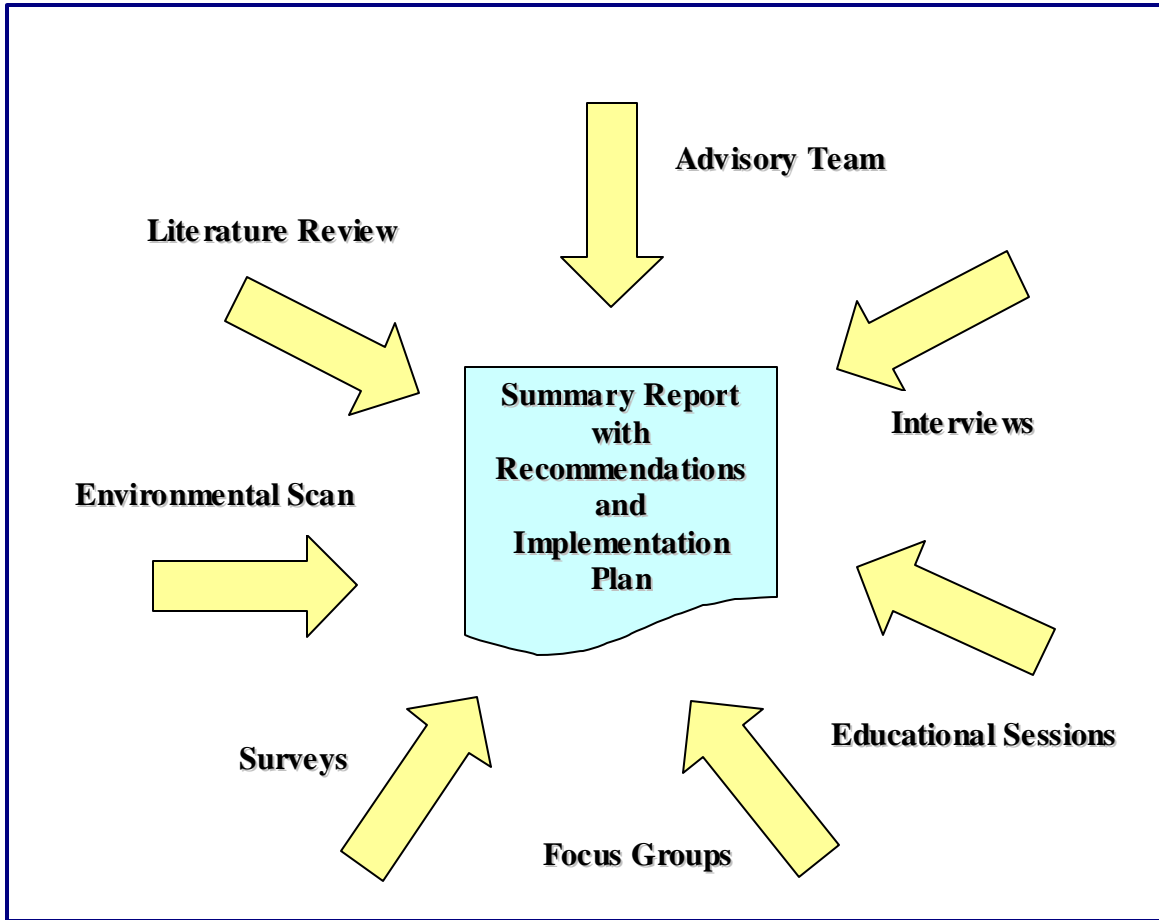 Advisory Team
Literature Review
Interviews
Summary Report
with
Recommendations
and
Implementation
Plan
Environmental Scan
Educational Sessions
Surveys
Focus Groups